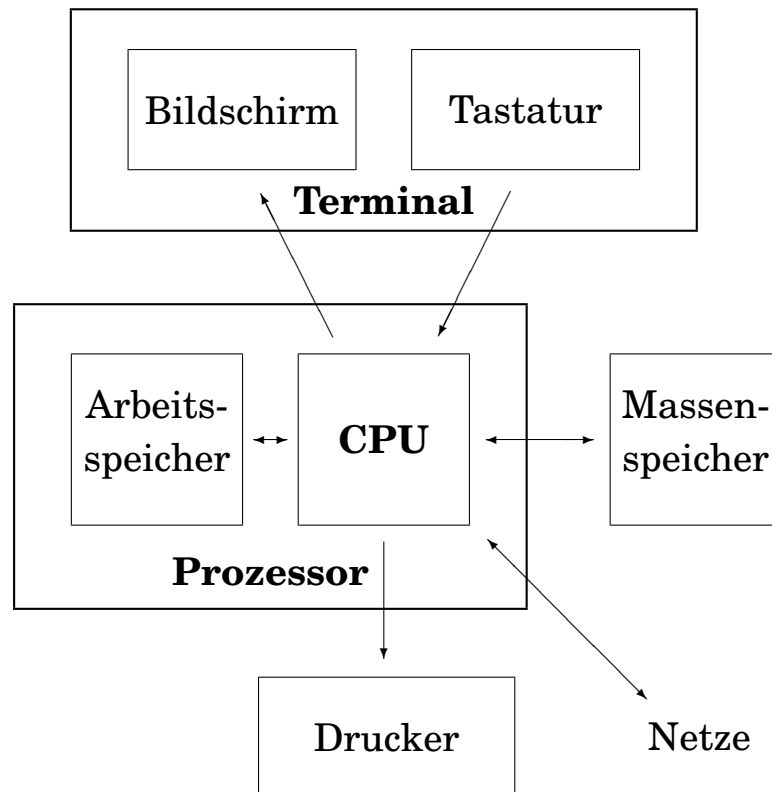 Bildschirm
Tastatur
Terminal
Arbeits-
speicher
CPU
Massen-
speicher
Prozessor
Drucker
Netze